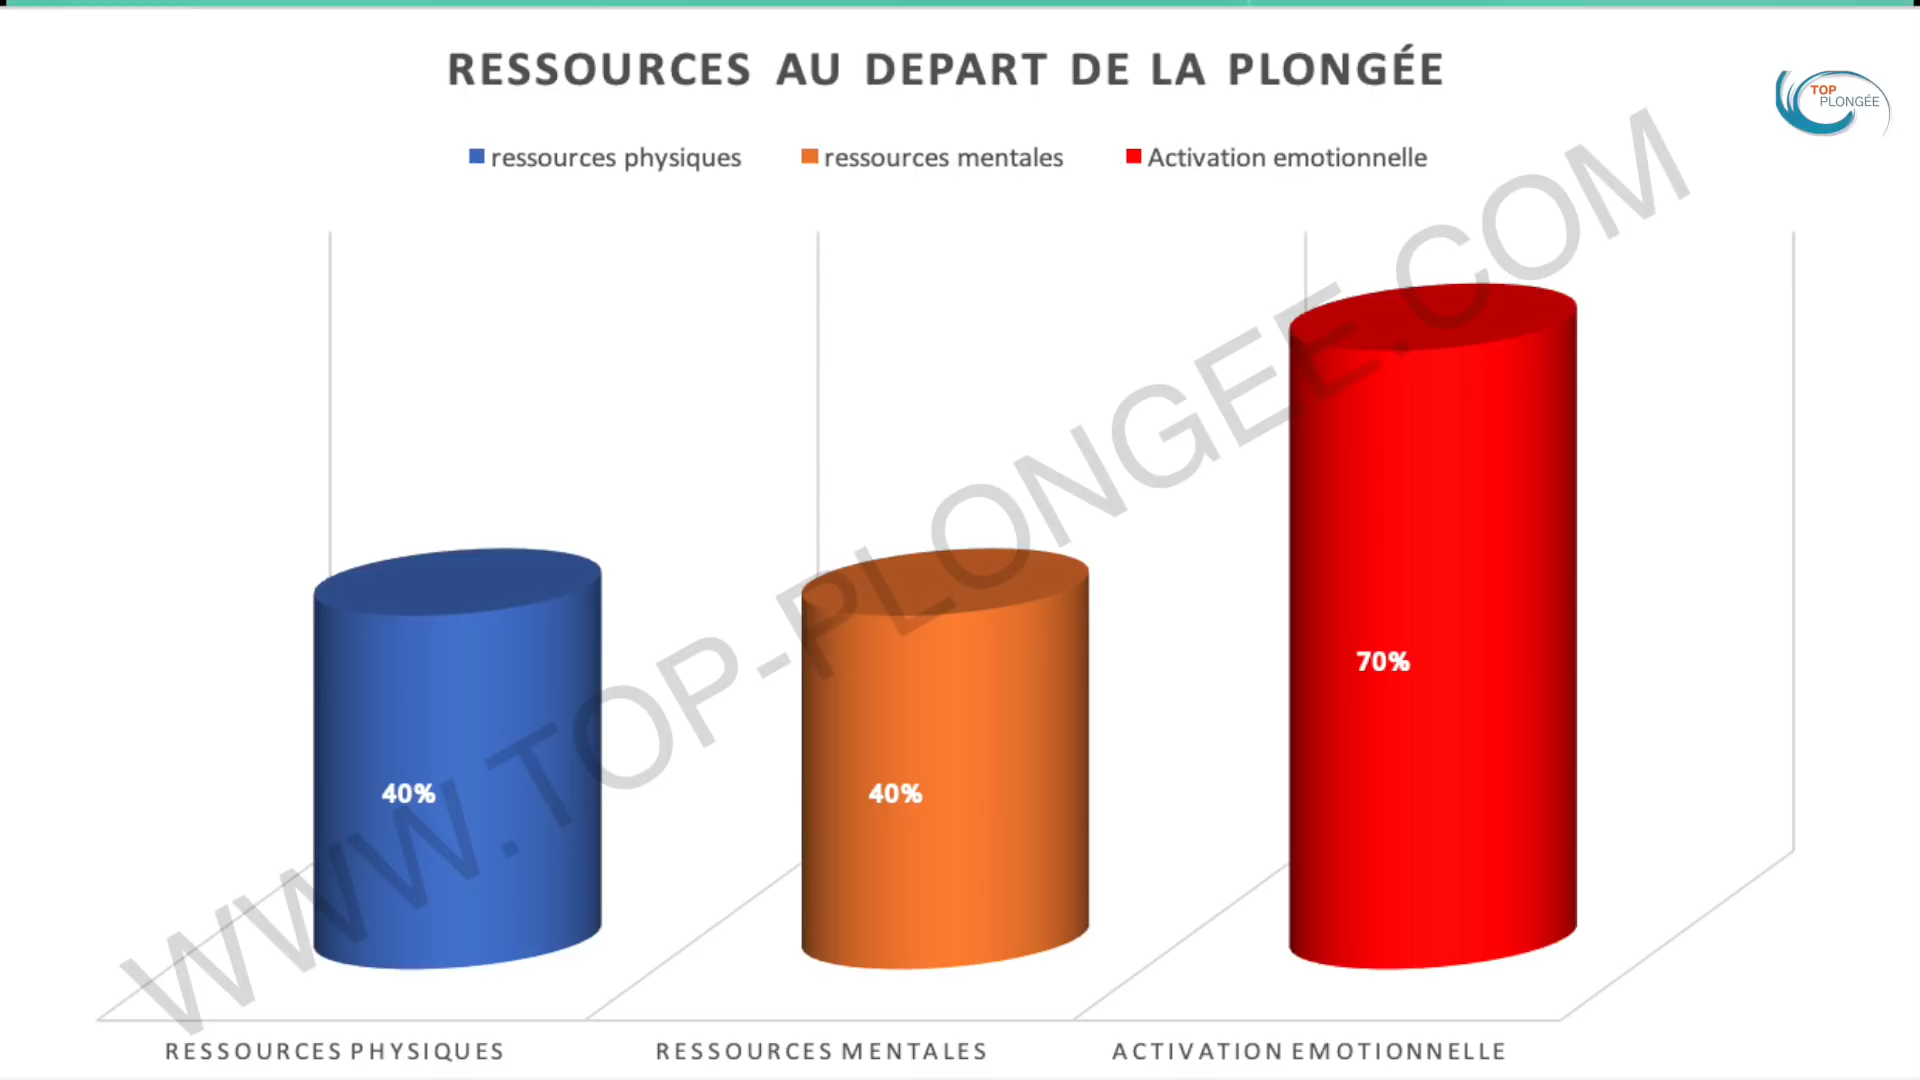 RESSOURCES AU DEPART DE LA PLONGÉE
TOP
PLONGÉE
ressources physiques
ressources mentales
Activation emotionnelle
WWW.TOP-PLONGEE.COM
40%
40%
70%
RESSOURCES PHYSIQUES
RESSOURCES MENTALES
ACTIVATION EMOTIONNELLE